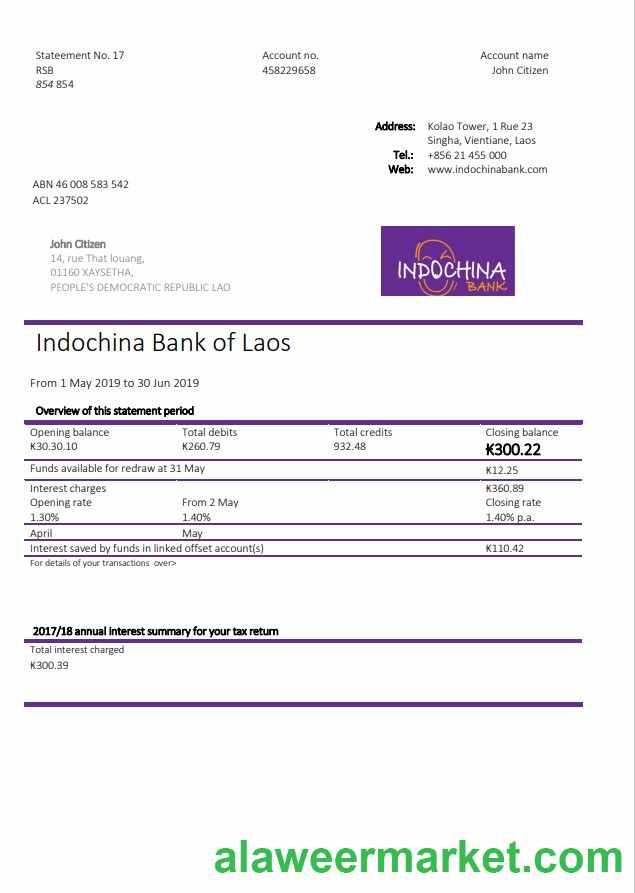 Stateement No. 17
RSB
854 854
Account no.
458229658
Account name
John Citizen
Address: Kolao Tower, 1 Rue 23
Singha, Vientiane, Laos
Tel.: +856 21 455 000
Web: www.indochinabank.com
ABN 46 008 583 542
ACL 237502
John Citizen
14, rue That louang,
01160 XAYSETHA,
PEOPLE'S DEMOCRATIC REPUBLIC LAO
INDOCHINA
BANK
Indochina Bank of Laos
From 1 May 2019 to 30 Jun 2019
Overview of this statement period
Opening balance Total debits Total credits Closing balance
₭30.30.10 ₭260.79 932.48 ₭300.22
Funds available for redraw at 31 May ₭12.25
Interest charges ₭360.89
Opening rate From 2 May Closing rate
1.30% 1.40% 1.40% p.a.
April May
Interest saved by funds in linked offset account(s) ₭110.42
For details of your transactions over>
2017/18 annual interest summary for your tax return
Total interest charged
₭300.39
alaweermarket.com